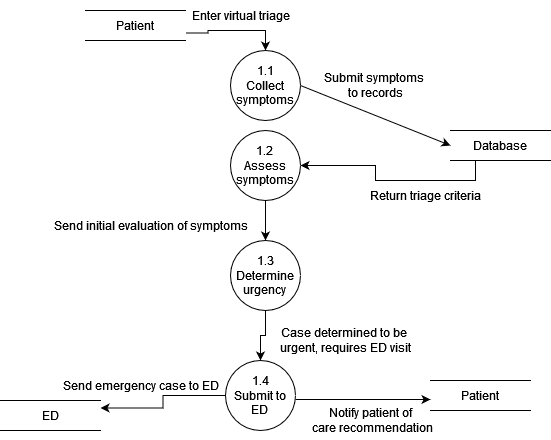 Patient
Enter virtual triage
1.1
Collect
symptoms
Submit symptoms
to records
Database
1.2
Assess
symptoms
Return triage criteria
Send initial evaluation of symptoms
1.3
Determine
urgency
Case determined to be
urgent, requires ED visit
1.4
Submit to
ED
Send emergency case to ED
ED
Patient
Notify patient of
care recommendation